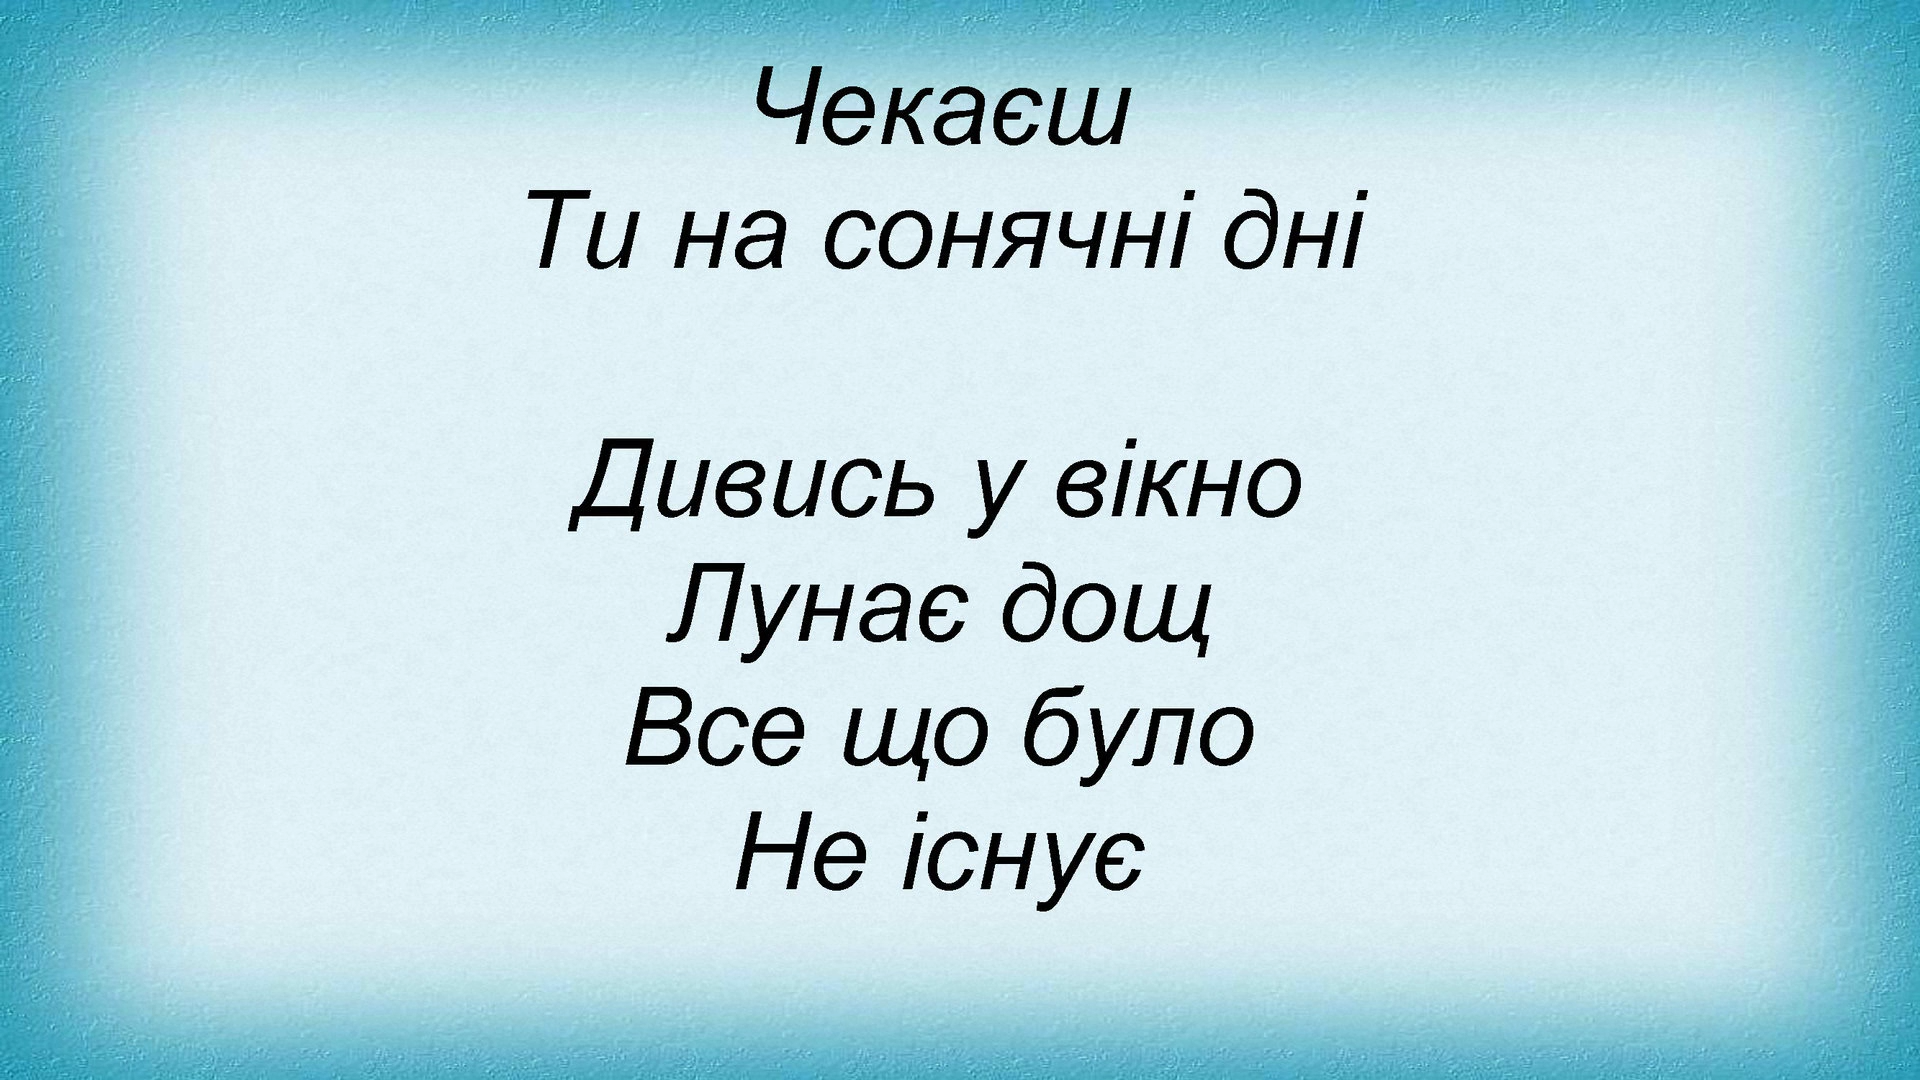 Чекаєш
Ти на сонячні дні
Дивись у вікно
Лунає дощ
Все що було
Не існує